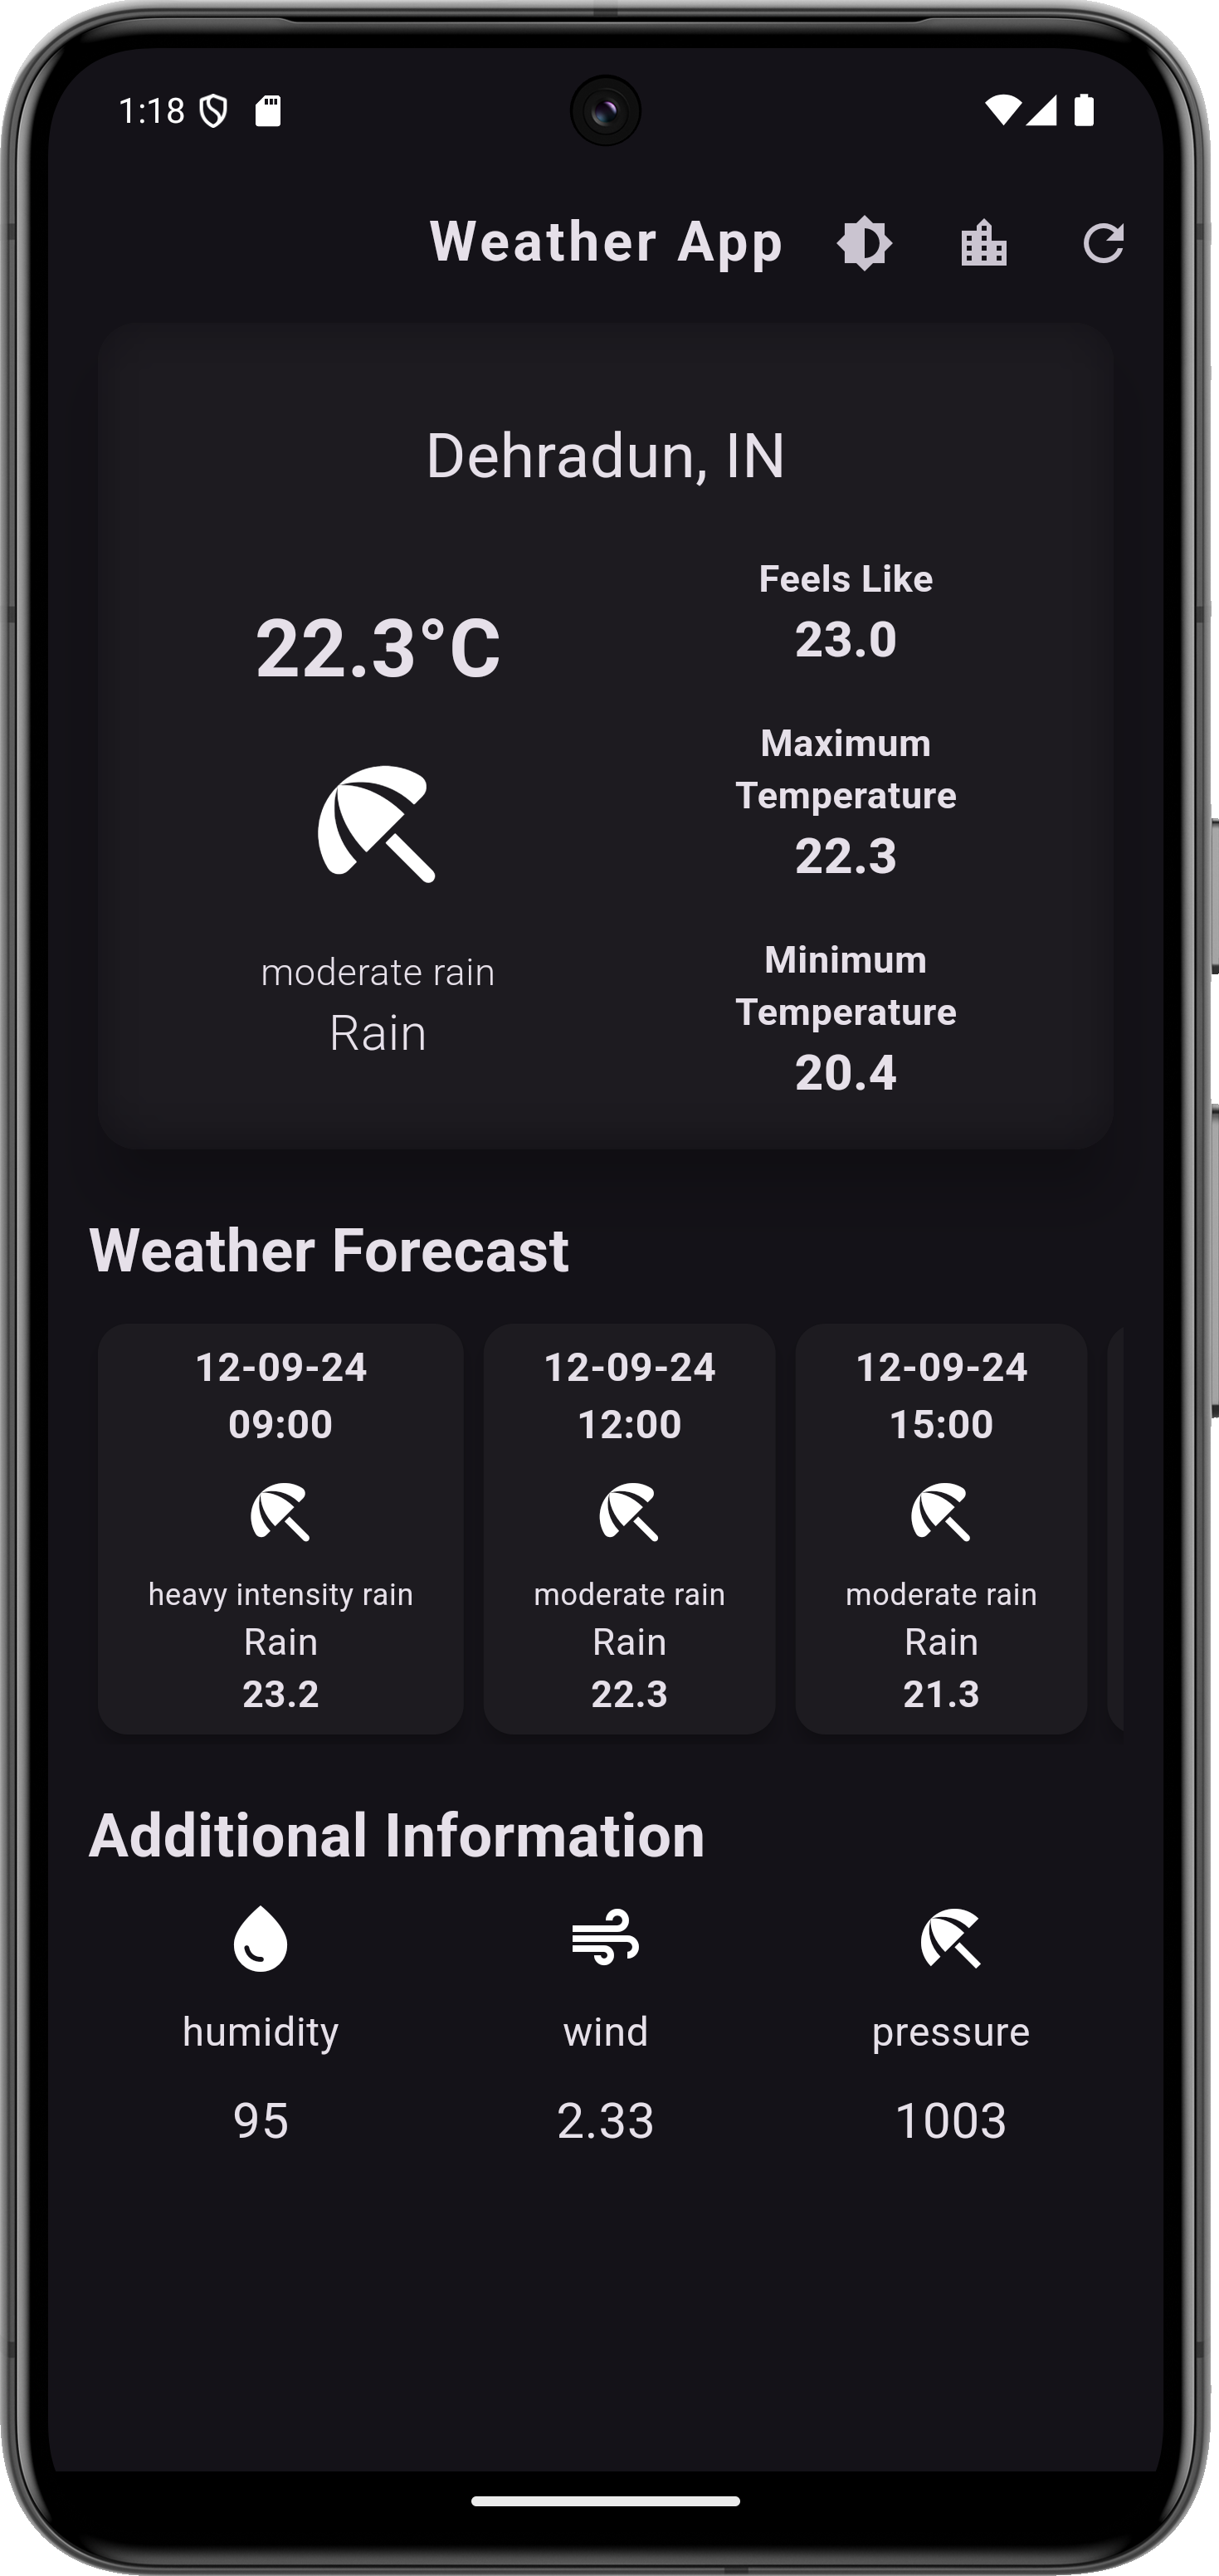 1:18
Weather App
Dehradun, IN
22.3°C
moderate rain
Rain
Feels Like
23.0
Maximum
Temperature
22.3
Minimum
Temperature
20.4
Weather Forecast
12-09-24
09:00
heavy intensity rain
Rain
23.2
12-09-24
12:00
moderate rain
Rain
22.3
12-09-24
15:00
moderate rain
Rain
21.3
Additional Information
humidity
95
wind
2.33
pressure
1003